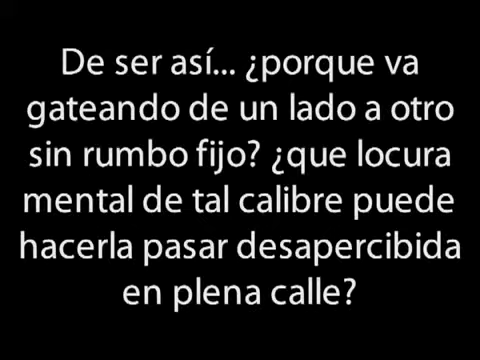 De ser así... ¿porque va
gateando de un lado a otro
sin rumbo fijo? ¿que locura
mental de tal calibre puede
hacerla pasar desapercibida
en plena calle?